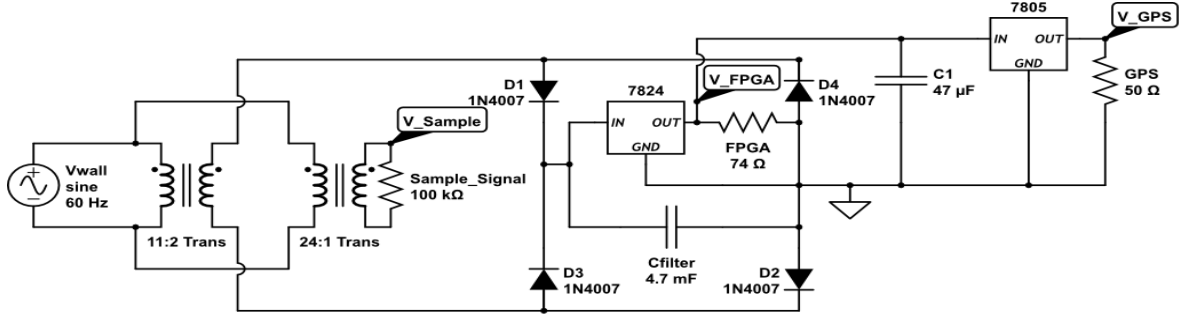 7805
V_GPS
IN
OUT
GND
C1
47 µF
GPS
50 Ω
D1
1N4007
7824
V_FPGA
D4
1N4007
IN
OUT
GND
FPGA
74 Ω
V_Sample
Vwall
sine
60 Hz
+
−
Sample_Signal
100 kΩ
11:2 Trans
24:1 Trans
Cfilter
4.7 mF
D3
1N4007
D2
1N4007